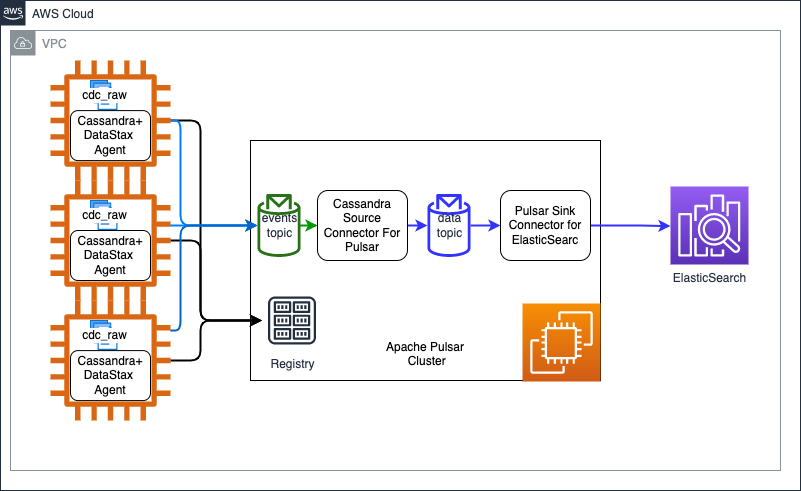 aws
AWS Cloud
VPC
cdc_raw
Cassandra+
DataStax
Agent
cdc_raw
Cassandra+
DataStax
Agent
cdc_raw
Cassandra+
DataStax
Agent
events
topic
Cassandra
Source
Connector For
Pulsar
data
topic
Pulsar Sink
Connector for
ElasticSearc
ElasticSearch
Registry
Apache Pulsar
Cluster